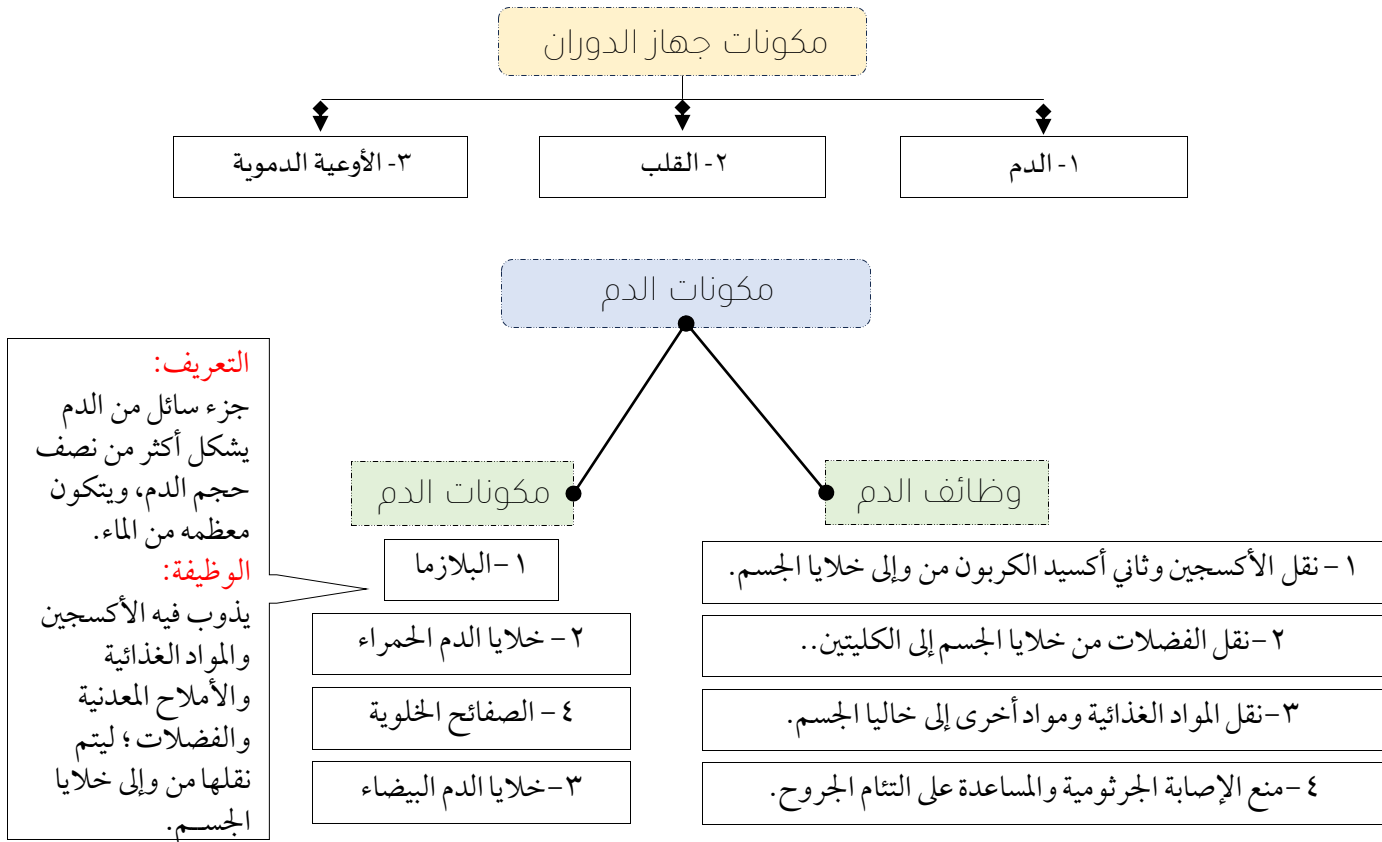 مكونات جهاز الدوران
١- الدم
٢- القلب
٣- الأوعية الدموية
مكونات الدم
وظائف الدم
١ – نقل الأكسجين وثاني أكسيد الكربون من وإلى خلايا الجسم.
٢–نقل الفضلات من خلايا الجسم إلى الكليتين..
٣–نقل المواد الغذائية ومواد أخرى إلى خاليا الجسم.
٤ –منع الإصابة الجرثومية والمساعدة على التئام الجروح.
مكونات الدم
١ –البلازما
٢– خلايا الدم الحمراء
٤ – الصفائح الخلوية
٣–خلايا الدم البيضاء
التعريف:
جزء سائل من الدم
يشكل أكثر من نصف
حجم الدم، ويتكون
معظمه من الماء.
الوظيفة:
يذوب فيه الأكسجين
والمواد الغذائية
والأملاح المعدنية
والفضلات؛ ليتم
نقلها من وإلى خلايا
الجســم.